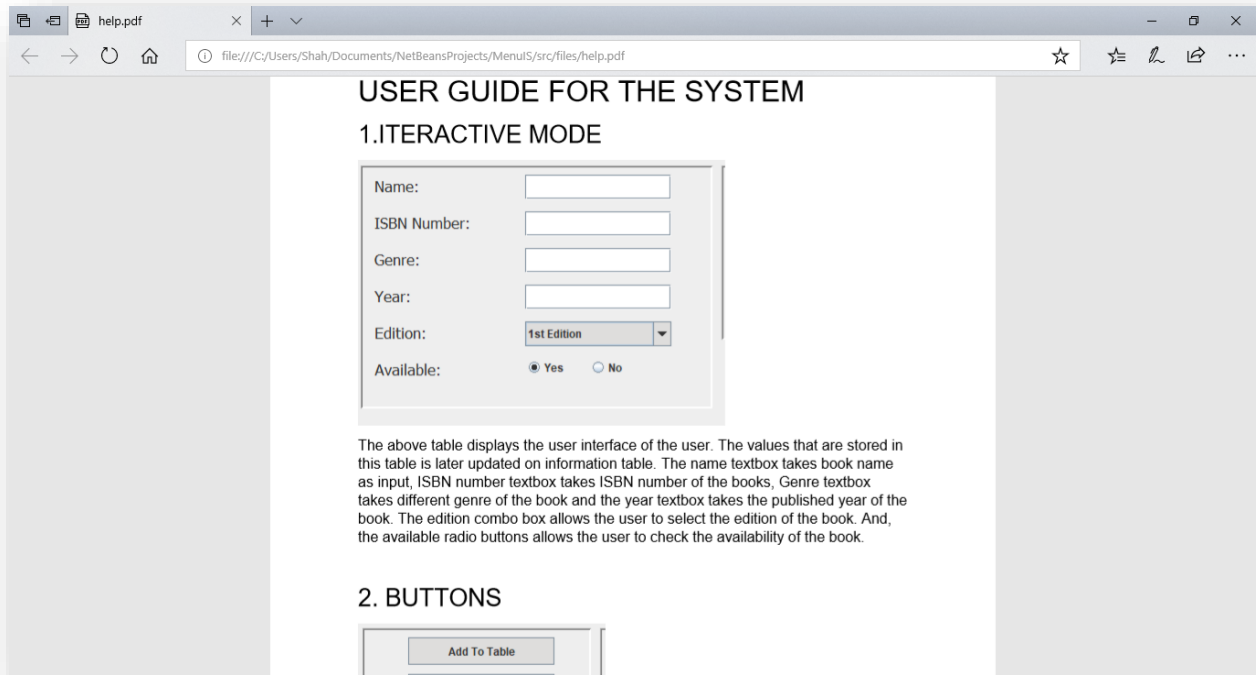 help.pdf
file:///C:/Users/Shah/Documents/NetBeansProjects/MenuIS/src/files/help.pdf
USER GUIDE FOR THE SYSTEM
1.ITERACTIVE MODE
Name:
ISBN Number:
Genre:
Year:
Edition: 1st Edition
Available: Yes No
The above table displays the user interface of the user. The values that are stored in
this table is later updated on information table. The name textbox takes book name
as input, ISBN number textbox takes ISBN number of the books, Genre textbox
takes different genre of the book and the year textbox takes the published year of the
book. The edition combo box allows the user to select the edition of the book. And,
the available radio buttons allows the user to check the availability of the book.
2. BUTTONS
Add To Table